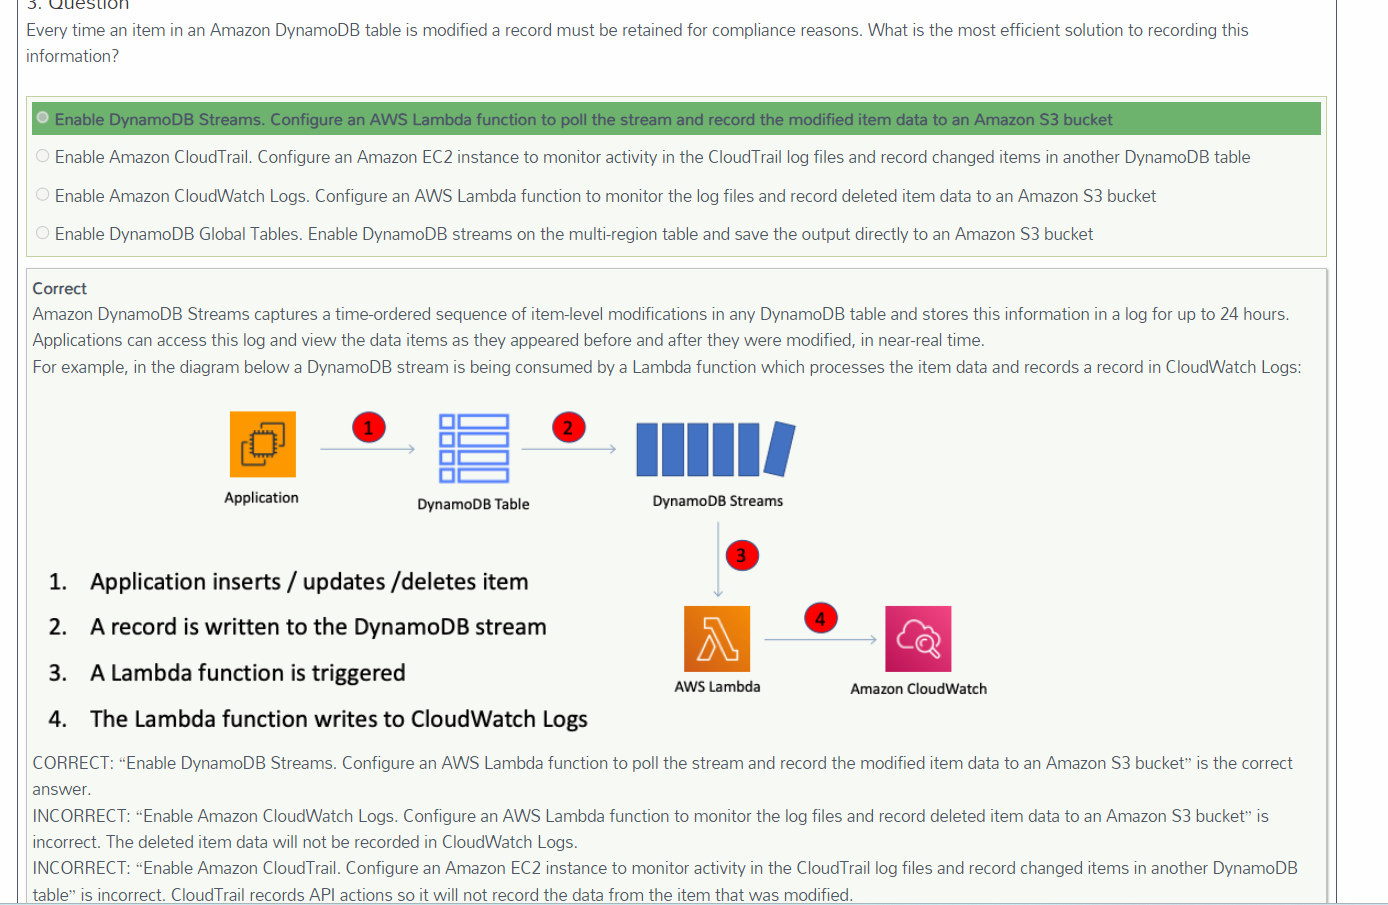 3. Question
Every time an item in an Amazon DynamoDB table is modified a record must be retained for compliance reasons. What is the most efficient solution to recording this
information?
Enable DynamoDB Streams. Configure an AWS Lambda function to poll the stream and record the modified item data to an Amazon S3 bucket
Enable Amazon CloudTrail. Configure an Amazon EC2 instance to monitor activity in the CloudTrail log files and record changed items in another DynamoDB table
Enable Amazon CloudWatch Logs. Configure an AWS Lambda function to monitor the log files and record deleted item data to an Amazon S3 bucket
Enable DynamoDB Global Tables. Enable DynamoDB streams on the multi-region table and save the output directly to an Amazon S3 bucket
Correct
Amazon DynamoDB Streams captures a time-ordered sequence of item-level modifications in any DynamoDB table and stores this information in a log for up to 24 hours.
Applications can access this log and view the data items as they appeared before and after they were modified, in near-real time.
For example, in the diagram below a DynamoDB stream is being consumed by a Lambda function which processes the item data and records a record in CloudWatch Logs:
1
2
Application
DynamoDB Table
DynamoDB Streams
3
1. Application inserts / updates /deletes item
2. A record is written to the DynamoDB stream
4
3. A Lambda function is triggered
AWS Lambda
Amazon CloudWatch
4. The Lambda function writes to CloudWatch Logs
CORRECT: “Enable DynamoDB Streams. Configure an AWS Lambda function to poll the stream and record the modified item data to an Amazon S3 bucket” is the correct
answer.
INCORRECT: “Enable Amazon CloudWatch Logs. Configure an AWS Lambda function to monitor the log files and record deleted item data to an Amazon S3 bucket” is
incorrect. The deleted item data will not be recorded in CloudWatch Logs.
INCORRECT: “Enable Amazon CloudTrail. Configure an Amazon EC2 instance to monitor activity in the CloudTrail log files and record changed items in another DynamoDB
table” is incorrect. CloudTrail records API actions so it will not record the data from the item that was modified.